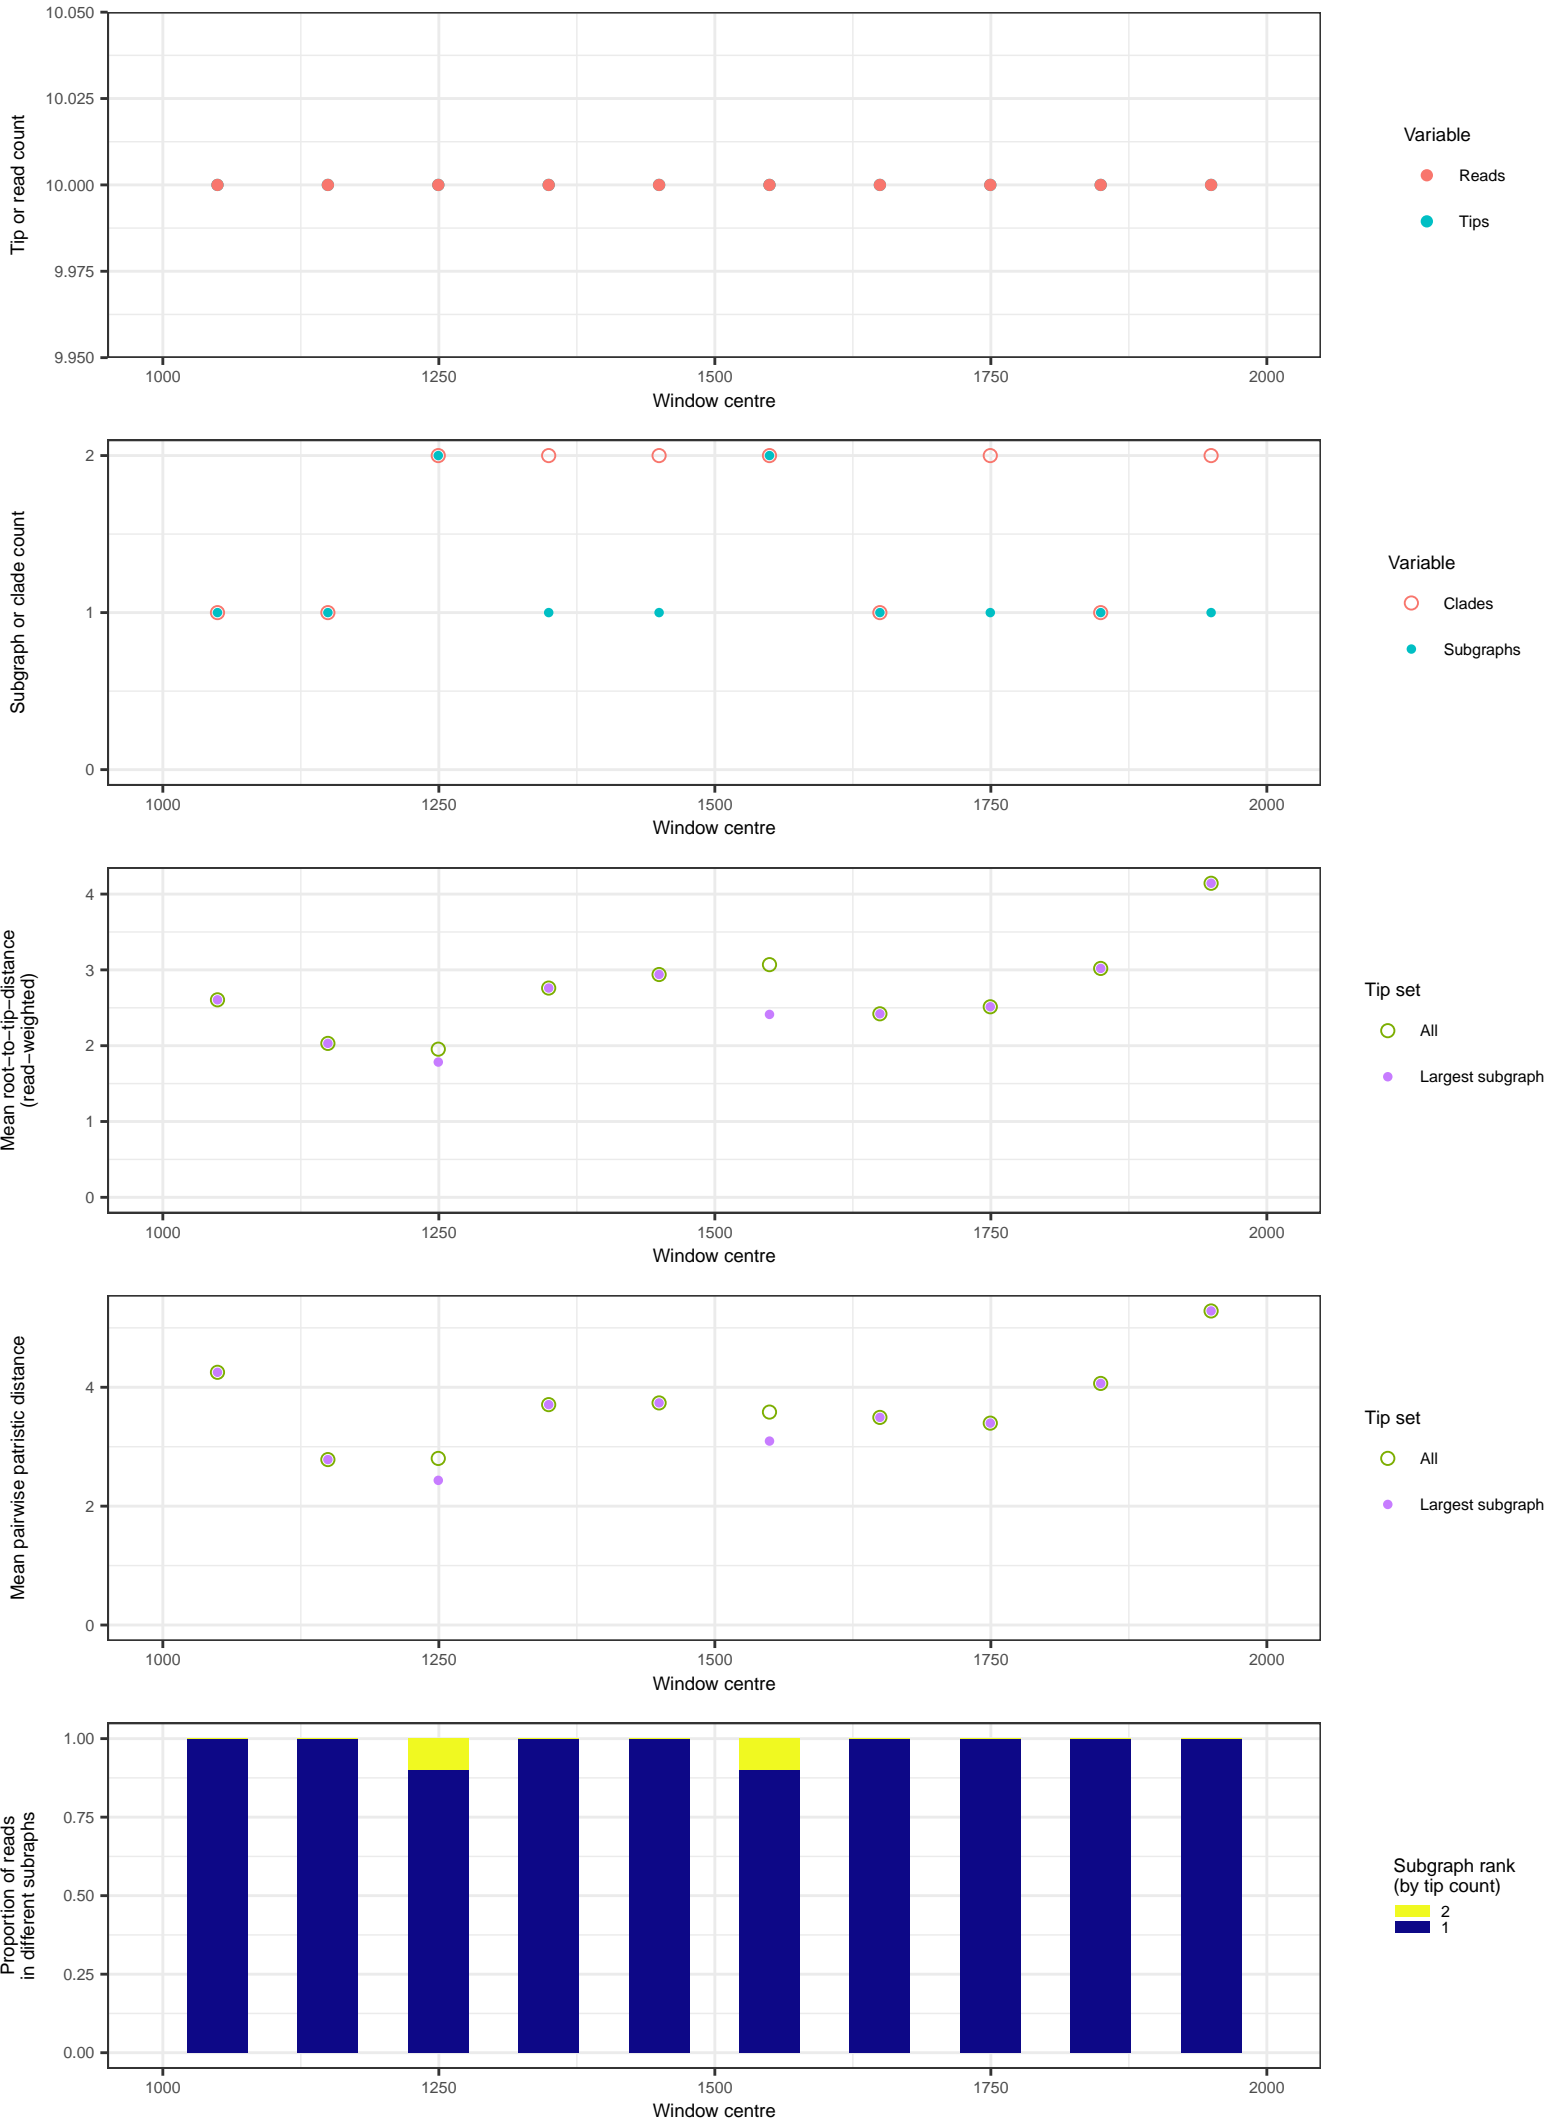 10.050
10.025
10.000
9.975
9.950
Tip or read count
1000
1250
1500
1750
2000
Window centre
Variable
Reads
Tips
2
1
0
Subgraph or clade count
1000
1250
1500
1750
2000
Window centre
Variable
Clades
Subgraphs
4
3
2
1
0
Mean root−to−tip−distance
(read−weighted)
1000
1250
1500
1750
2000
Window centre
Tip set
All
Largest subgraph
4
2
0
Mean pairwise patristic distance
1000
1250
1500
1750
2000
Window centre
Tip set
All
Largest subgraph
1.00
0.75
0.50
0.25
0.00
Proportion of reads
in different subraphs
1000
1250
1500
1750
2000
Window centre
Subgraph rank
(by tip count)
2
1